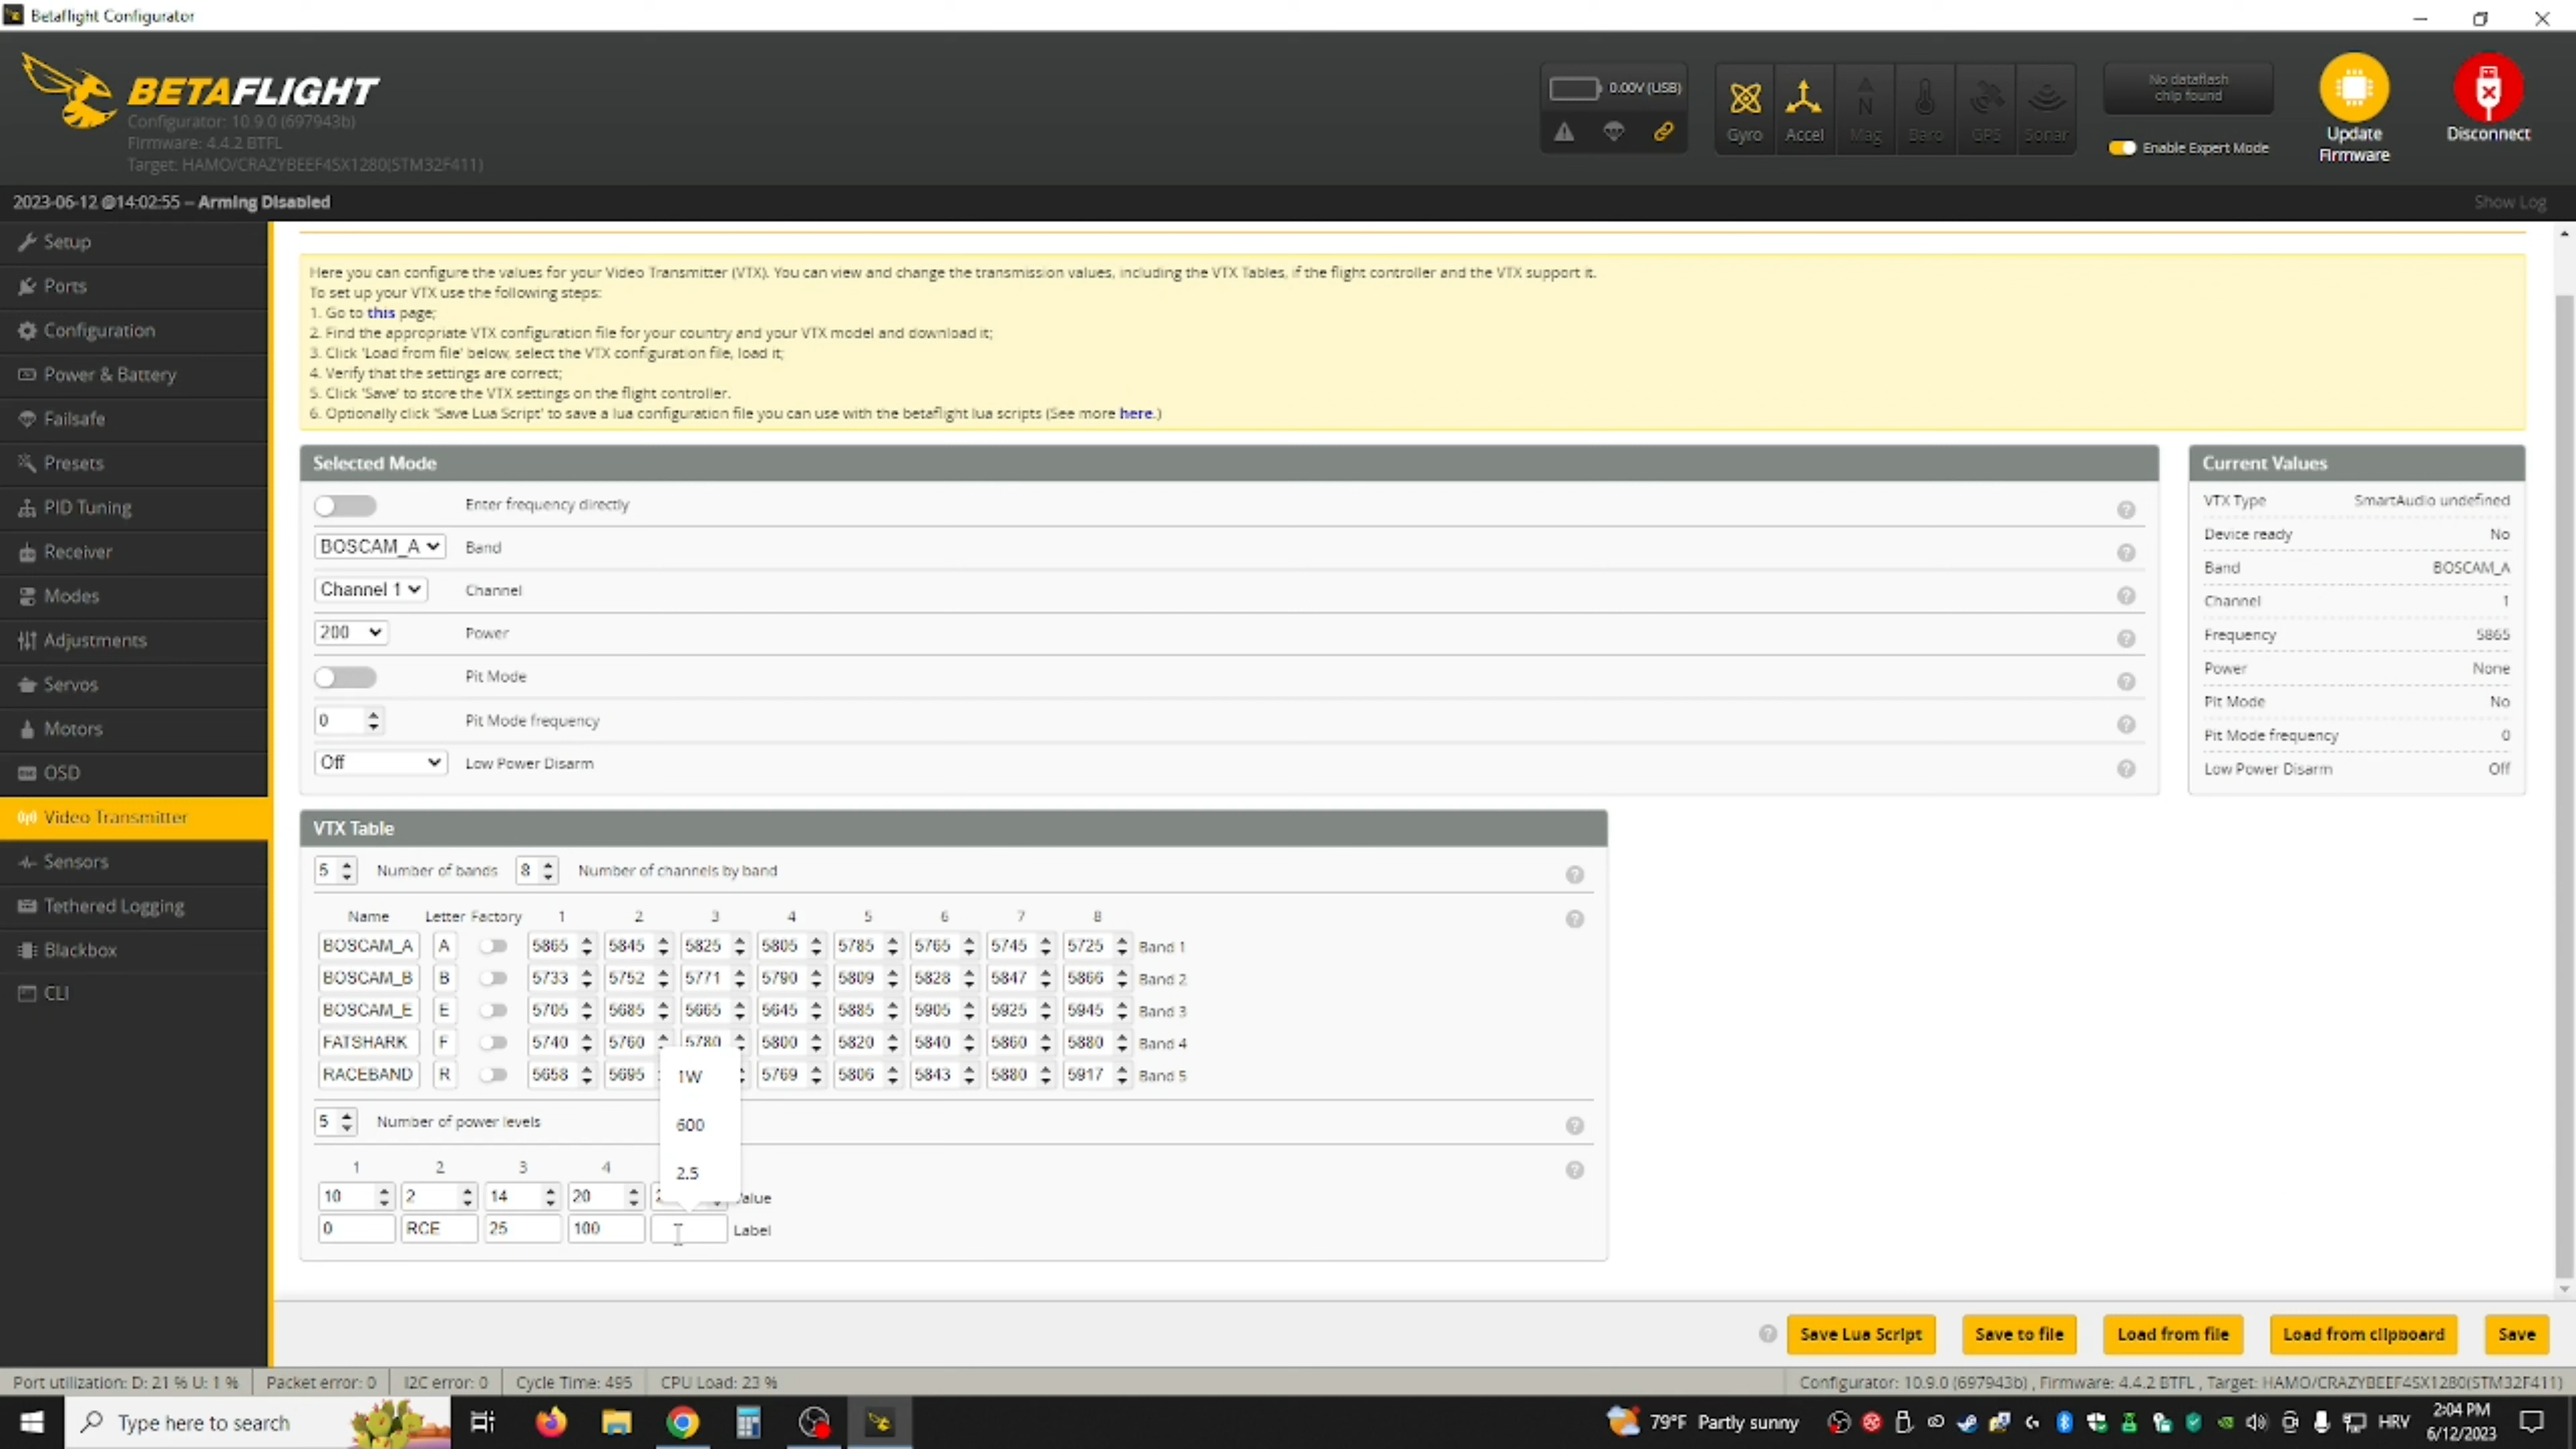 Betaflight Configurator
BETAFLIGHT
Configurator: 10.9.0 (697943b)
Firmware: 4.4.2 BTFL
Target: HAMO/CRAZYBEEF4SX1280(STM32F411)
0.00V (USB)
Gyro Accel Mag Baro GPS Sonar
No dataflash
chip found
Enable Expert Mode
Update
Firmware
Disconnect
2023-06-12 @14:02:55 – Arming Disabled
Show Log
Setup
Ports
Configuration
Power & Battery
Failsafe
Presets
PID Tuning
Receiver
Modes
Adjustments
Servos
Motors
OSD
Video Transmitter
Sensors
Tethered Logging
Blackbox
CLI
Here you can configure the values for your Video Transmitter (VTX). You can view and change the transmission values, including the VTX Tables, if the flight controller and the VTX support it.
To set up your VTX use the following steps:
1. Go to this page;
2. Find the appropriate VTX configuration file for your country and your VTX model and download it;
3. Click 'Load from file' below, select the VTX configuration file, load it;
4. Verify that the settings are correct;
5. Click 'Save' to store the VTX settings on the flight controller.
6. Optionally click 'Save Lua Script' to save a lua configuration file you can use with the betaflight lua scripts (See more here.)
Selected Mode
Enter frequency directly
BOSCAM_A Band
Channel 1 Channel
200 Power
Pit Mode
0 Pit Mode frequency
Off Low Power Disarm
Current Values
VTX Type SmartAudio undefined
Device ready No
Band BOSCAM_A
Channel 1
Frequency 5865
Power None
Pit Mode No
Pit Mode frequency 0
Low Power Disarm Off
VTX Table
5 Number of bands 8 Number of channels by band
Name Letter Factory 1 2 3 4 5 6 7 8
BOSCAM_A A 5865 5845 5825 5805 5785 5765 5745 5725 Band 1
BOSCAM_B B 5733 5752 5771 5790 5809 5828 5847 5866 Band 2
BOSCAM_E E 5705 5685 5665 5645 5885 5905 5925 5945 Band 3
FATSHARK F 5740 5760 5780 5800 5820 5840 5860 5880 Band 4
RACEBAND R 5658 5695 5769 5806 5843 5880 5917 Band 5
1W
600
2.5
5 Number of power levels
1 2 3 4
10 2 14 20
0 RCE 25 100 Label
Save Lua Script
Save to file
Load from file
Load from clipboard
Save
Port utilization: D: 21 % U: 1 % Packet error: 0 I2C error: 0 Cycle Time: 495 CPU Load: 23 %
Configurator: 10.9.0 (697943b) , Firmware: 4.4.2 BTFL , Target: HAMO/CRAZYBEEF4SX1280(STM32F411)
Type here to search
79°F Partly sunny
HRV
2:04 PM
6/12/2023